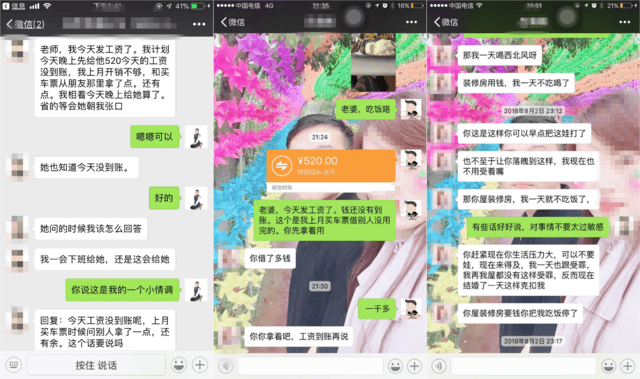 信息
下午2:41
41%
微信(2)
老师，我今天发工资了。我计划
今天晚上先给他520今天的工资
没到账，我上月开销不够，和买
车票从朋友那里拿了点。还有
点。我相着今天晚上给她算了。
省的等会她朝我张口
嗯嗯可以
她也知道今天没到账。
好的
她问的时候我该怎么回答
我一会下班给她，还是这会给她
你说这是我的一个小情调
回复：今天工资没到账呢，上月
买车票时候问别人拿了一点，还
有余。这个话要说吗
按住 说话
中国电信 4G
21:35
16%
微信
老婆，吃饭咯
21:24
¥520.00
微信转账
老婆，今天发工资了。钱还没有到
账。这个是我上月买车票借别人没用
完的。你先拿着用
你借了多钱
21:30
一千多
你你拿着吧，工资到账再说
中国电信
21%
微信
那我一天喝西北风呀
装修房用钱，我一天不吃喝了
2018年8月2日 23:12
你这是这样你可以早点把这娃打了
也不至于让你落魄到这样，我现在也
不用受着嘴
那你屋装修房，我一天就不吃饭了，
有些话好好说。对事情不要太过敏感
你赶紧现在你生活压力大，可以不要
娃，现在来得及，我一天也跟受罪，
我再我屋都没有这样受罪，反而现在
结婚了一天这样克扣我
你屋装修房要钱你把我吃饭停了
2018年8月2日 23:17